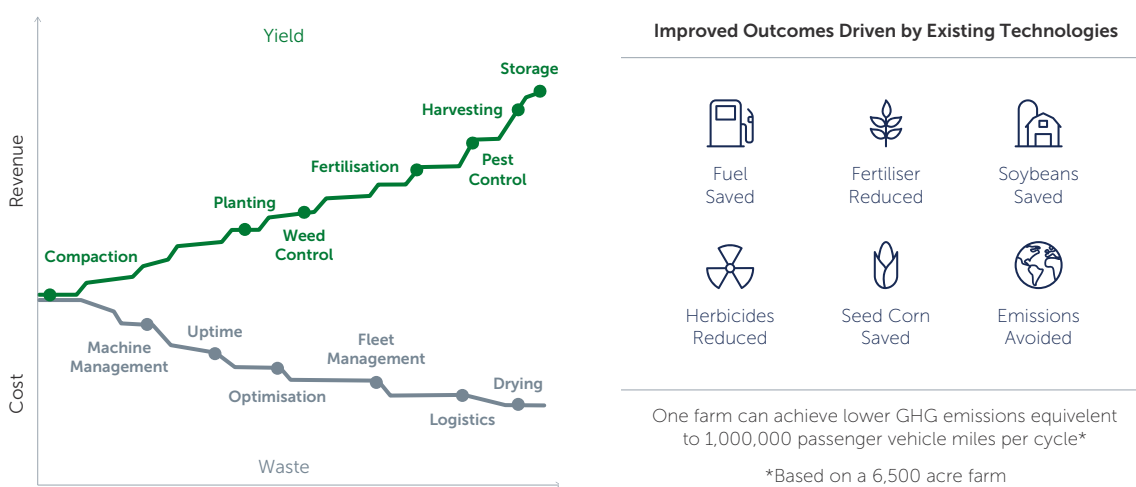 Yield
Revenue
Storage
Harvesting
Pest
Control
Fertilisation
Planting
Weed
Control
Compaction
Cost
Machine
Management
Uptime
Optimisation
Fleet
Management
Logistics
Drying
Waste
Improved Outcomes Driven by Existing Technologies
Fuel
Saved
Fertiliser
Reduced
Soybeans
Saved
Herbicides
Reduced
Seed Corn
Saved
Emissions
Avoided
One farm can achieve lower GHG emissions equivelent
to 1,000,000 passenger vehicle miles per cycle*
*Based on a 6,500 acre farm